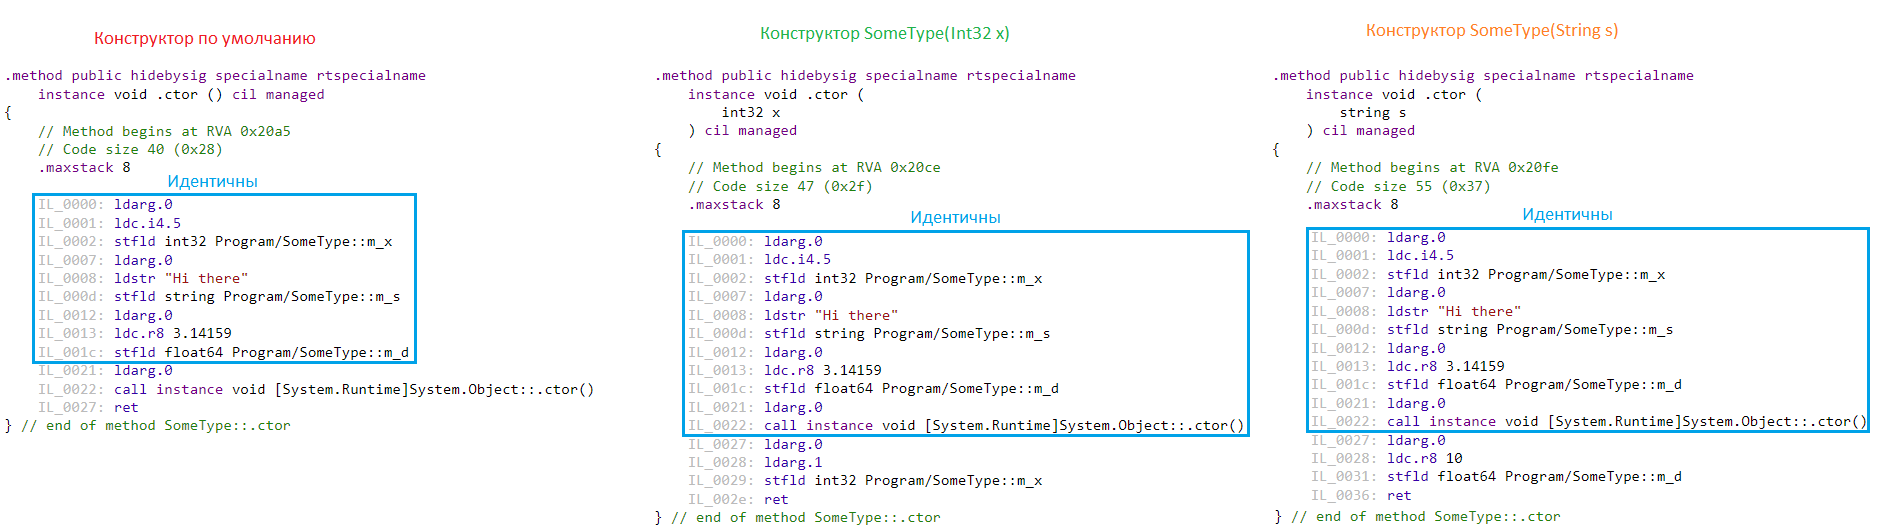 Конструктор по умолчанию
.method public hidebysig specialname rtspecialname
instance void .ctor () cil managed
{
// Method begins at RVA 0x20a5
// Code size 40 (0x28)
.maxstack 8
Идентичны
IL_0000: ldarg.0
IL_0001: ldc.i4.5
IL_0002: stfld int32 Program/SomeType::m_x
IL_0007: ldarg.0
IL_0008: ldstr "Hi there"
IL_000d: stfld string Program/SomeType::m_s
IL_0012: ldarg.0
IL_0013: ldc.r8 3.14159
IL_001c: stfld float64 Program/SomeType::m_d
IL_0021: ldarg.0
IL_0022: call instance void [System.Runtime]System.Object::.ctor()
IL_0027: ret
} // end of method SomeType::.ctor
Конструктор SomeType(Int32 x)
.method public hidebysig specialname rtspecialname
instance void .ctor (
int32 x
) cil managed
{
// Method begins at RVA 0x20ce
// Code size 47 (0x2f)
.maxstack 8
Идентичны
IL_0000: ldarg.0
IL_0001: ldc.i4.5
IL_0002: stfld int32 Program/SomeType::m_x
IL_0007: ldarg.0
IL_0008: ldstr "Hi there"
IL_000d: stfld string Program/SomeType::m_s
IL_0012: ldarg.0
IL_0013: ldc.r8 3.14159
IL_001c: stfld float64 Program/SomeType::m_d
IL_0021: ldarg.0
IL_0022: call instance void [System.Runtime]System.Object::.ctor()
IL_0027: ldarg.0
IL_0028: ldarg.1
IL_0029: stfld int32 Program/SomeType::m_x
IL_002e: ret
} // end of method SomeType::.ctor
Конструктор SomeType(String s)
.method public hidebysig specialname rtspecialname
instance void .ctor (
string s
) cil managed
{
// Method begins at RVA 0x20fe
// Code size 55 (0x37)
.maxstack 8
Идентичны
IL_0000: ldarg.0
IL_0001: ldc.i4.5
IL_0002: stfld int32 Program/SomeType::m_x
IL_0007: ldarg.0
IL_0008: ldstr "Hi there"
IL_000d: stfld string Program/SomeType::m_s
IL_0012: ldarg.0
IL_0013: ldc.r8 3.14159
IL_001c: stfld float64 Program/SomeType::m_d
IL_0021: ldarg.0
IL_0022: call instance void [System.Runtime]System.Object::.ctor()
IL_0027: ldarg.0
IL_0028: ldc.r8 10
IL_0031: stfld float64 Program/SomeType::m_d
IL_0036: ret
} // end of method SomeType::.ctor